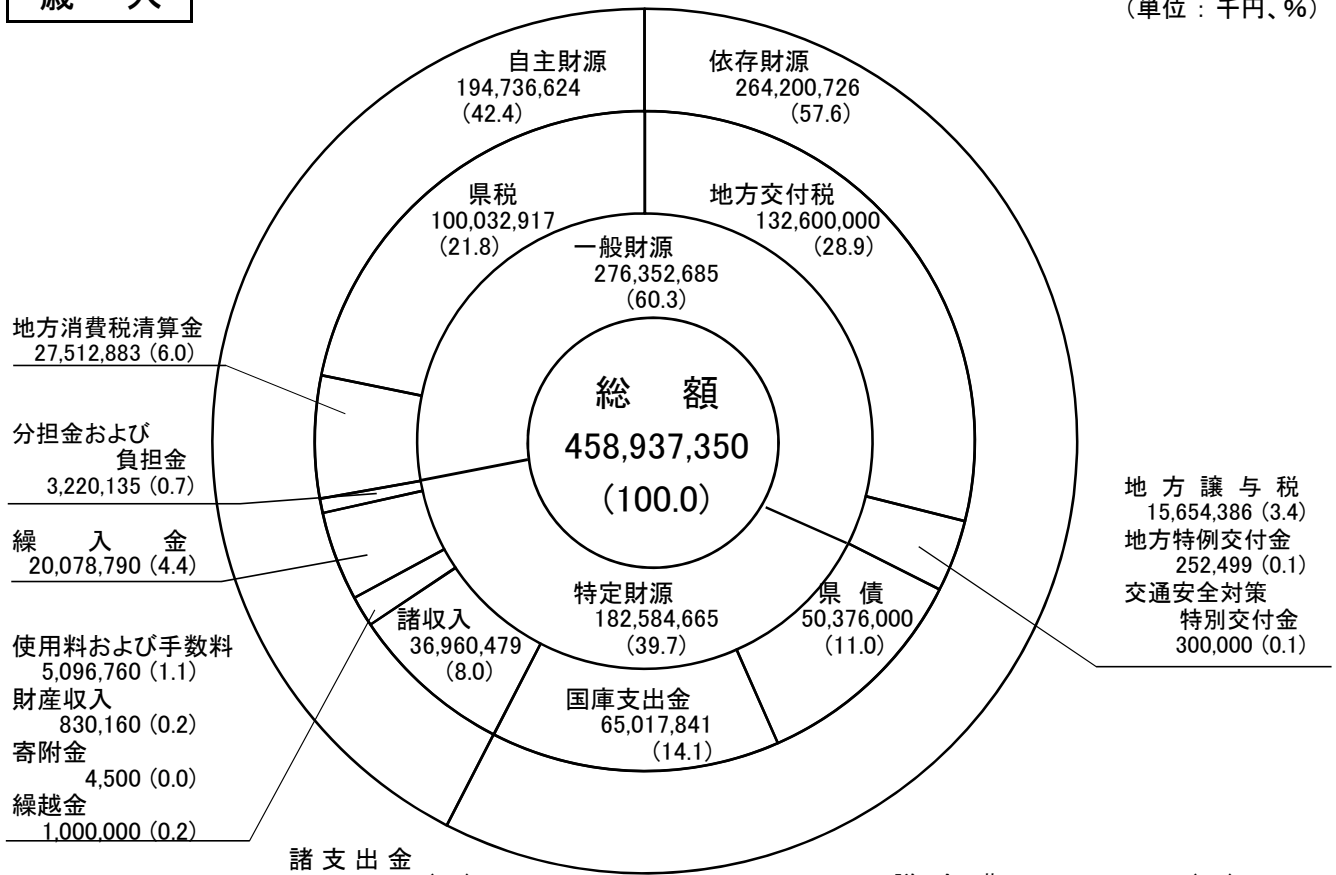 歳 入
（単位：千円、%）
自主財源
194,736,624
（42.4）
依存財源
264,200,726
（57.6）
県税
100,032,917
（21.8）
地方交付税
132,600,000
（28.9）
一般財源
276,352,685
（60.3）
地方消費税清算金
27,512,883（6.0）
総 額
458,937,350
（100.0）
分担金および
負担金
3,220,135（0.7）
繰 入 金
20,078,790（4.4）
地 方 譲 与 税
15,654,386（3.4）
地方特例交付金
252,499（0.1）
交通安全対策
特別交付金
300,000（0.1）
特定財源
182,584,665
（39.7）
県 債
50,376,000
（11.0）
諸収入
36,960,479
（8.0）
国庫支出金
65,017,841
（14.1）
使用料および手数料
5,096,760（1.1）
財産収入
830,160（0.2）
寄附金
4,500（0.0）
繰越金
1,000,000（0.2）
諸 支 出 金